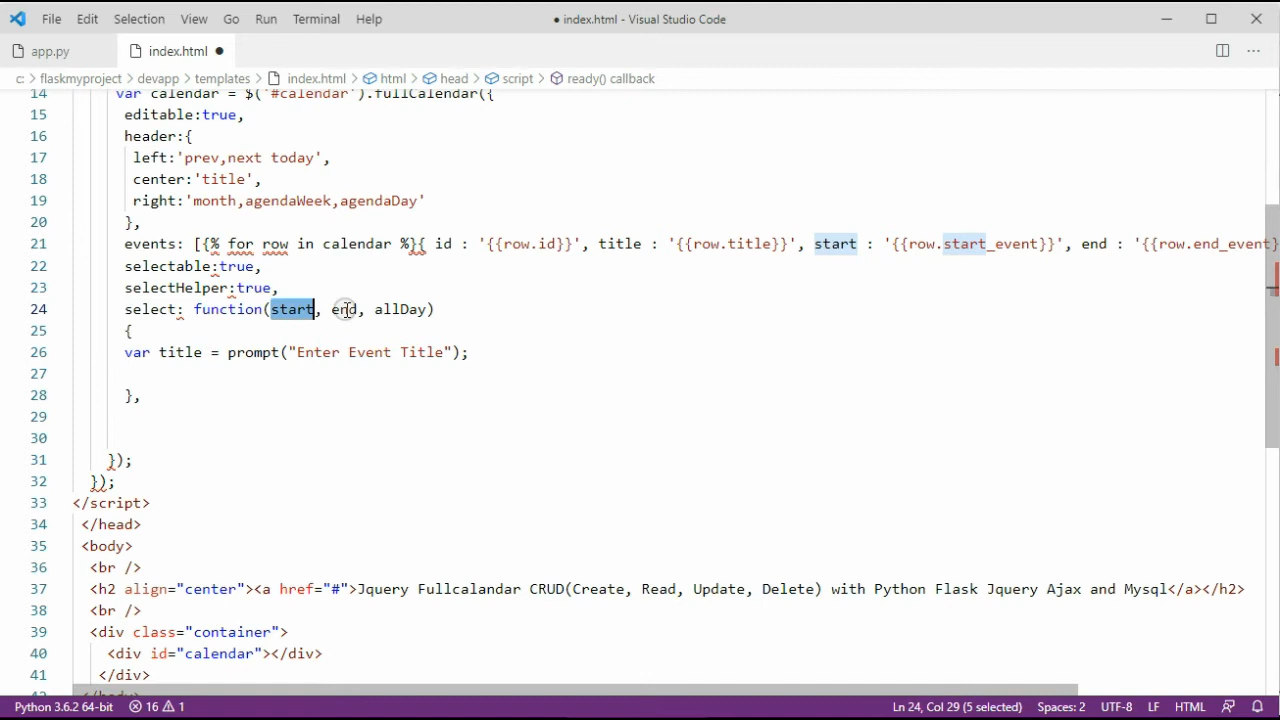 File Edit Selection View Go Run Terminal Help ● index.html - Visual Studio Code
app.py index.html ●
c: > flaskmyproject > devapp > templates > index.html > html > head > script > ready() callback
14 var calendar = $('#calendar').fullCalendar({
15 editable:true,
16 header:{
17 left:'prev,next today',
18 center:'title',
19 right:'month,agendaWeek,agendaDay'
20 },
21 events: [{% for row in calendar %}{ id : '{{row.id}}', title : '{{row.title}}', start : '{{row.start_event}}', end : '{{row.end_event}
22 selectable:true,
23 selectHelper:true,
24 select: function(start, end, allDay)
25 {
26 var title = prompt("Enter Event Title");
27
28 },
29
30
31 });
32 });
33 </script>
34 </head>
35 <body>
36 <br />
37 <h2 align="center"><a href="#">Jquery Fullcalandar CRUD(Create, Read, Update, Delete) with Python Flask Jquery Ajax and Mysql</a></h2>
38 <br />
39 <div class="container">
40 <div id="calendar"></div>
41 </div>
42 </body>
Python 3.6.2 64-bit 16 1 Ln 24, Col 29 (5 selected) Spaces: 2 UTF-8 LF HTML